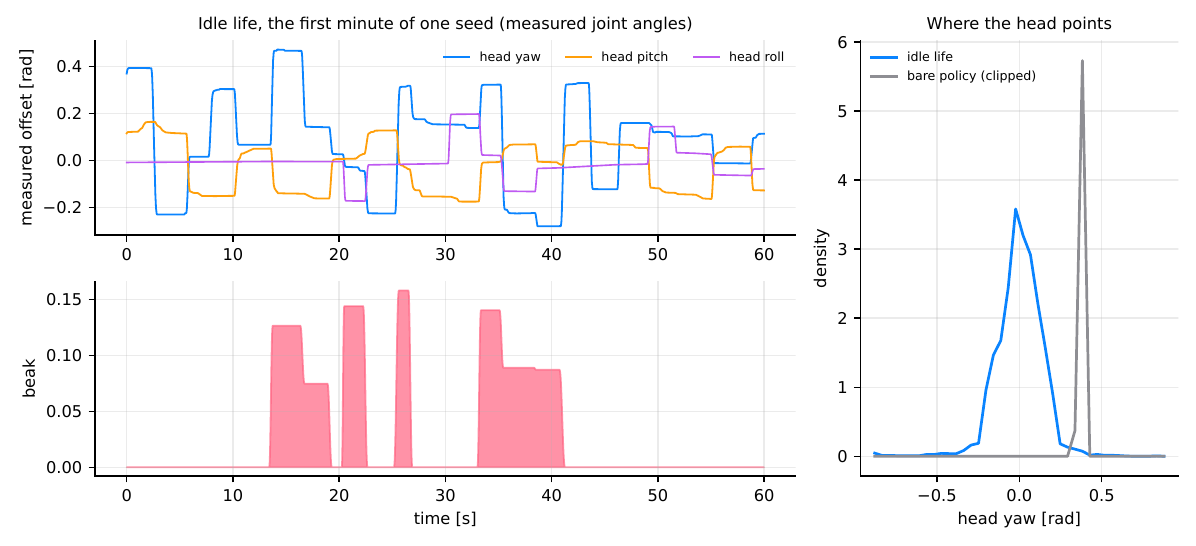 Idle life, the first minute of one seed (measured joint angles)
head yaw head pitch head roll
measured offset [rad]
0.4
0.2
0.0
−0.2
0 10 20 30 40 50 60
beak
0.15
0.10
0.05
0.00
0 10 20 30 40 50 60
time [s]
Where the head points
idle life
bare policy (clipped)
density
6
5
4
3
2
1
0
−0.5 0.0 0.5
head yaw [rad]